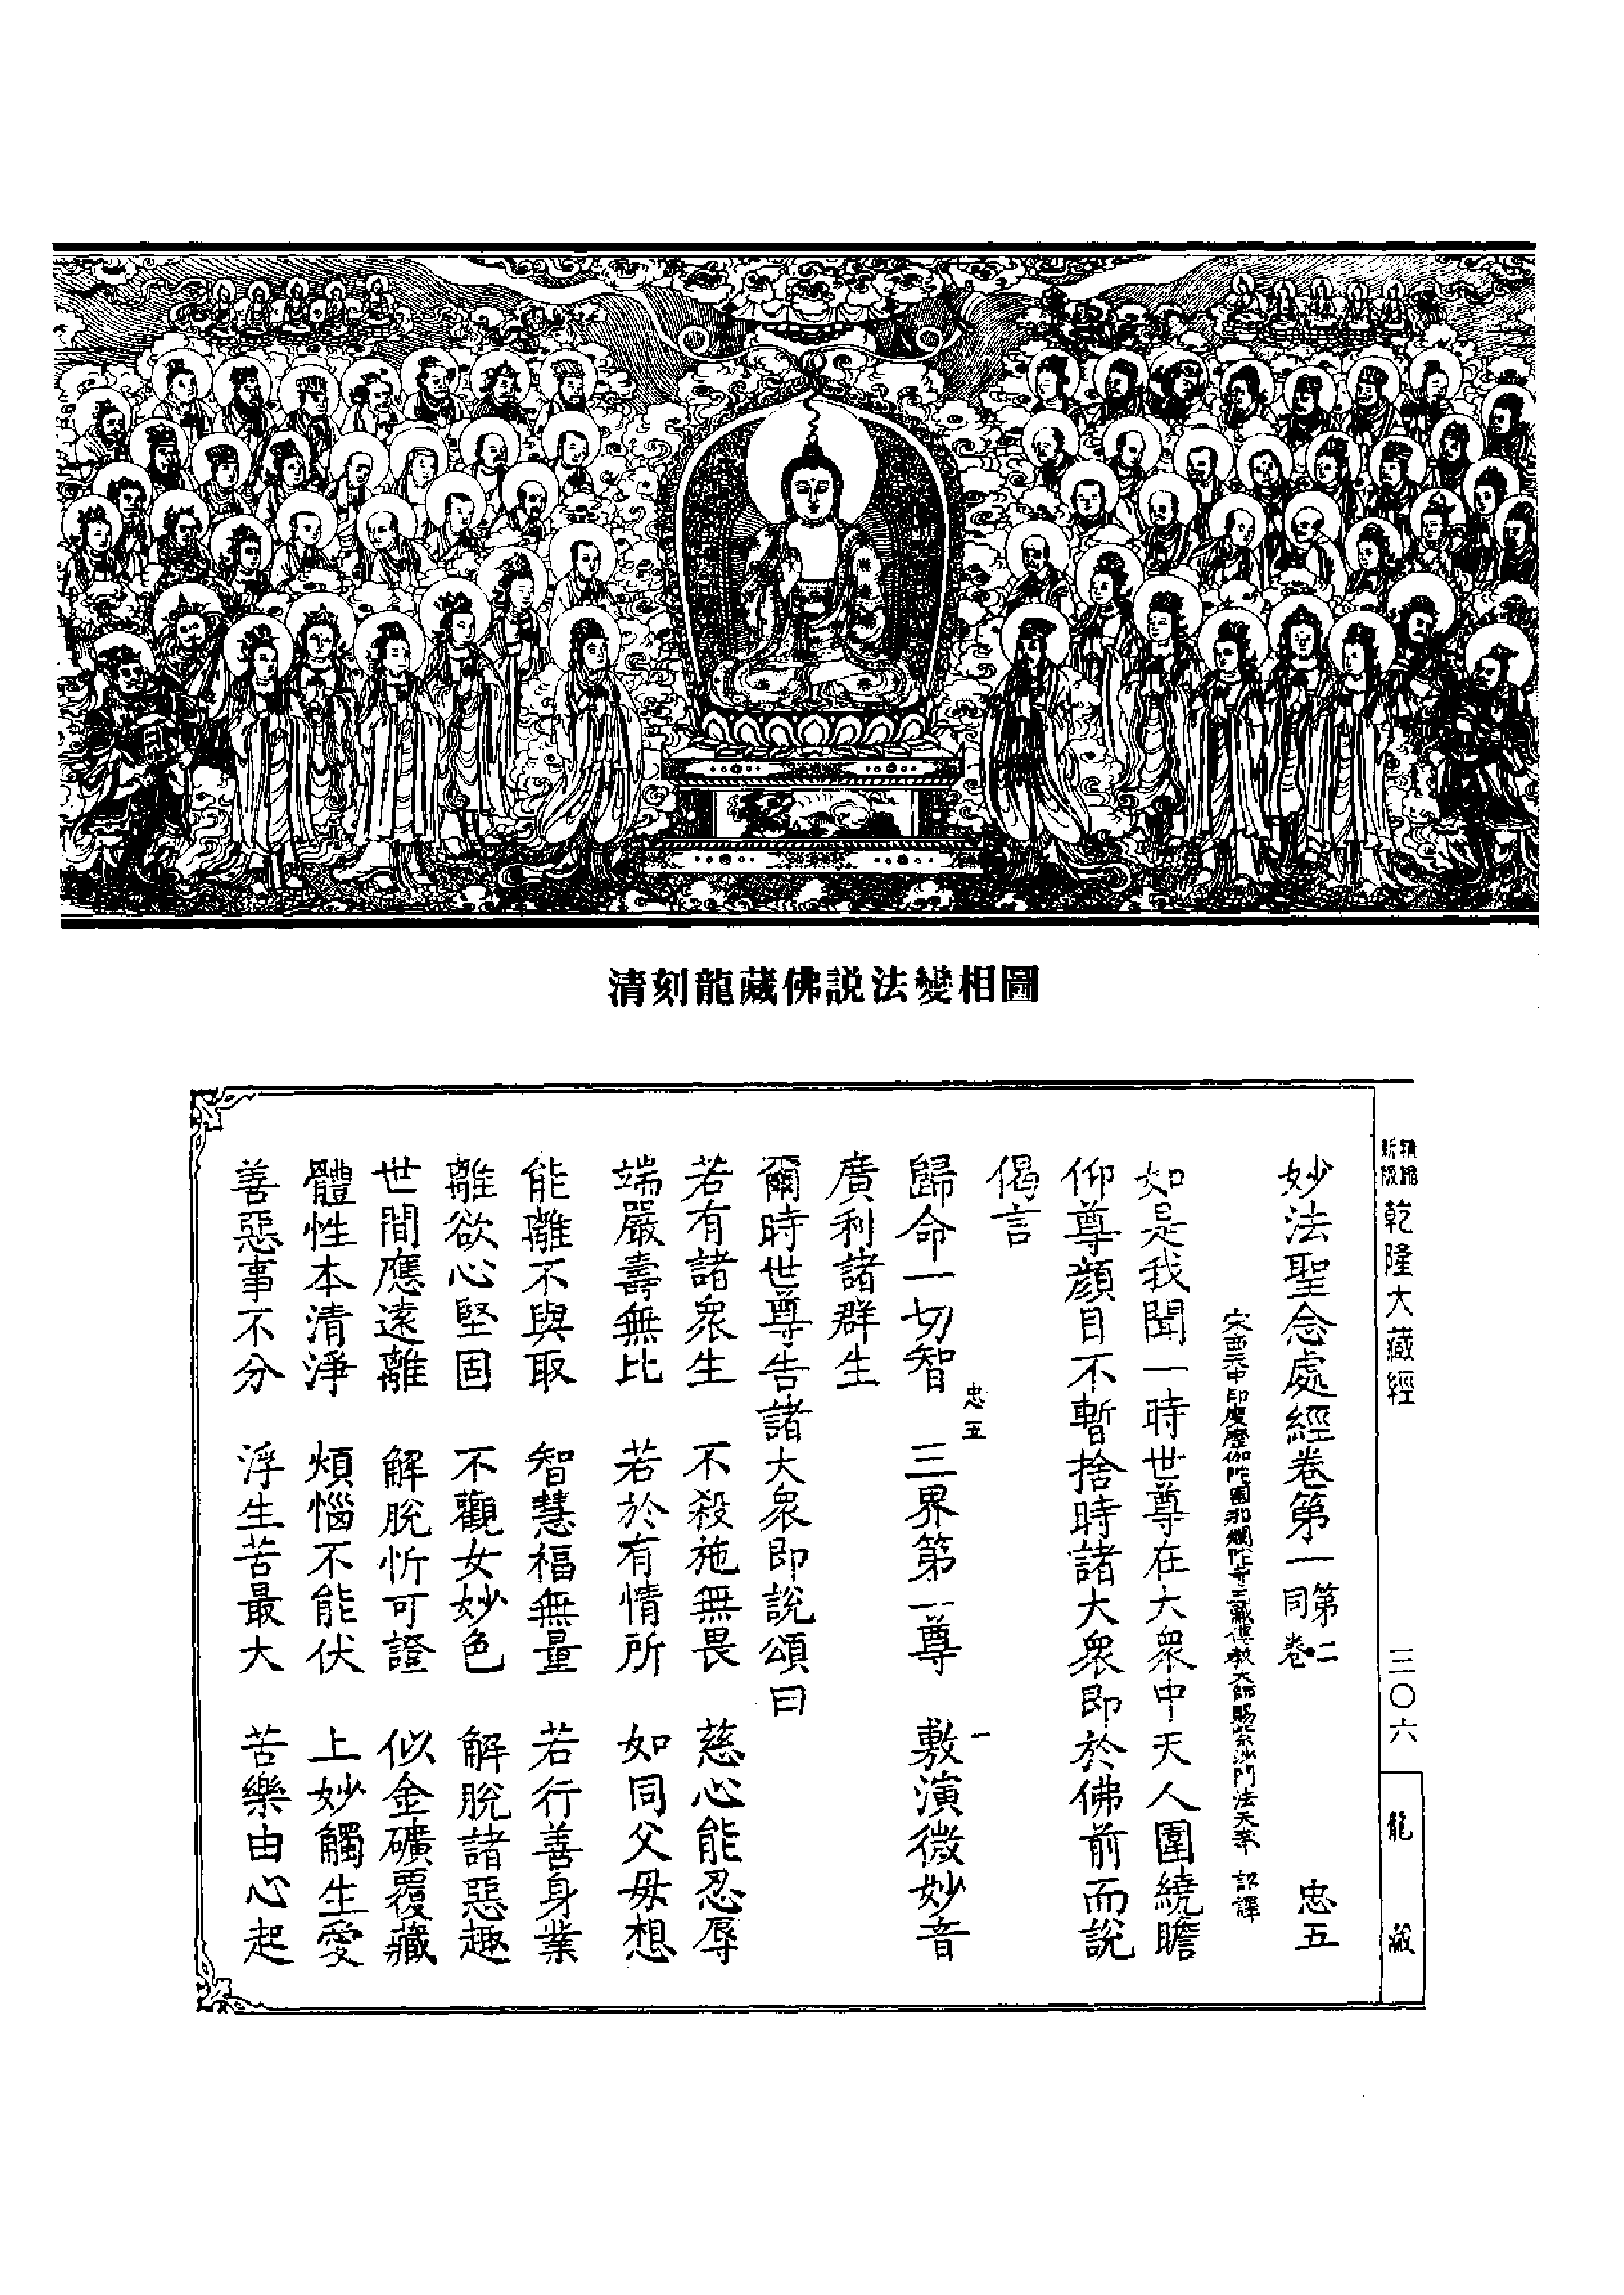 清刻龍藏佛説法變相圖
乾隆大藏經
三〇六
龍藏
妙法聖念處經卷第一 第二同卷 忠五
宋西天中印度摩伽陀國那爛陀寺三藏傳教大師賜紫沙門法天奉 詔譯
如是我聞一時世尊在大衆中天人圍繞瞻
仰尊顏目不暫捨時諸大衆即於佛前而説
偈言
忠五 一
歸命一切智 三界第一尊 敷演微妙音
廣利諸群生
爾時世尊告諸大衆即説頌曰
若有諸衆生 不殺施無畏 慈心能忍辱
端嚴壽無比 若於有情所 如同父母想
能離不與取 智慧福無量 若行善身業
離欲心堅固 不觀女妙色 解脫諸惡趣
世間應遠離 解脫忻可證 似金礦覆藏
體性本清淨 煩惱不能伏 上妙觸生愛
善惡事不分 浮生苦最大 苦樂由心起